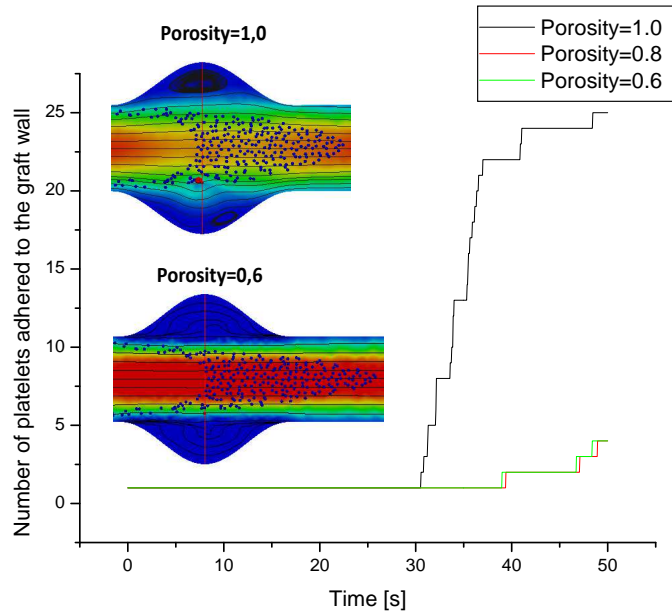 Porosity=1,0
Porosity=1.0
Porosity=0.8
Porosity=0.6
Number of platelets adhered to the graft wall
25
20
15
10
5
0
Porosity=0,6
0
10
20
30
40
50
Time [s]